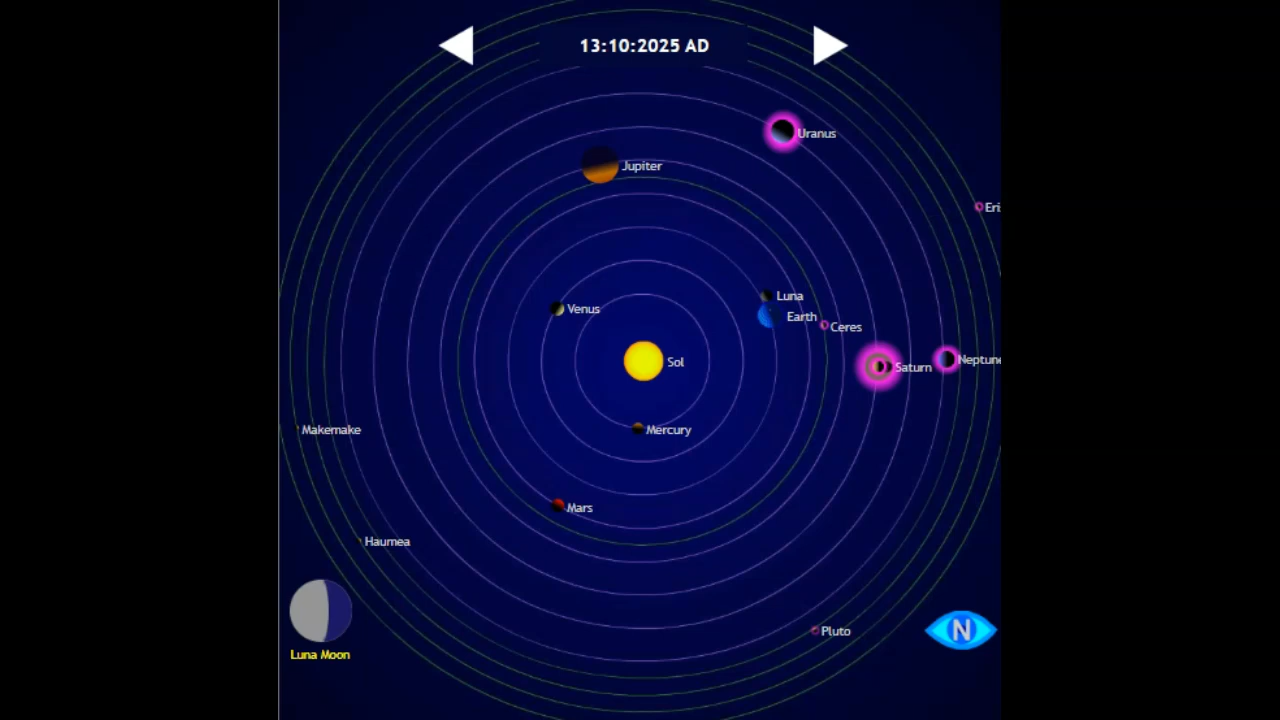 13:10:2025 AD
Uranus
Jupiter
Eri
Luna
Venus
Earth
Ceres
Neptune
Sol
Saturn
Makemake
Mercury
Mars
Haumea
N
Pluto
Luna Moon